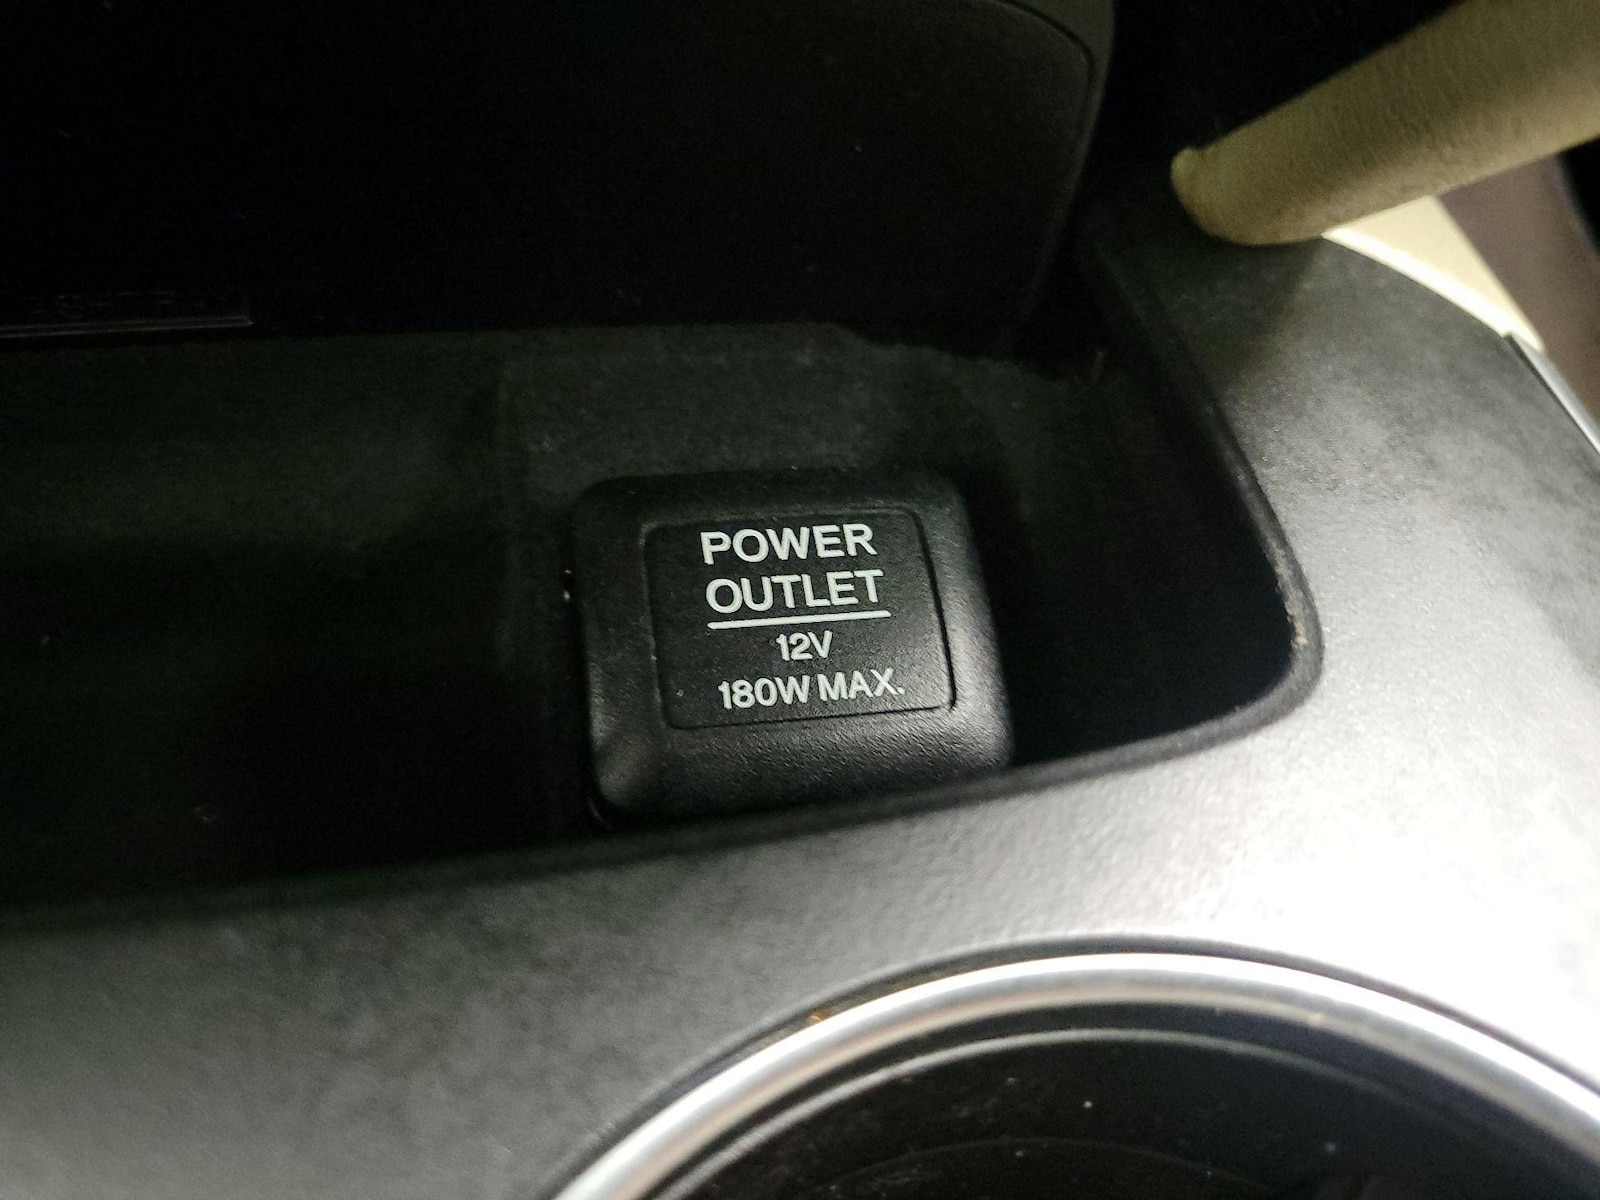 POWER
OUTLET
12V
180W MAX.